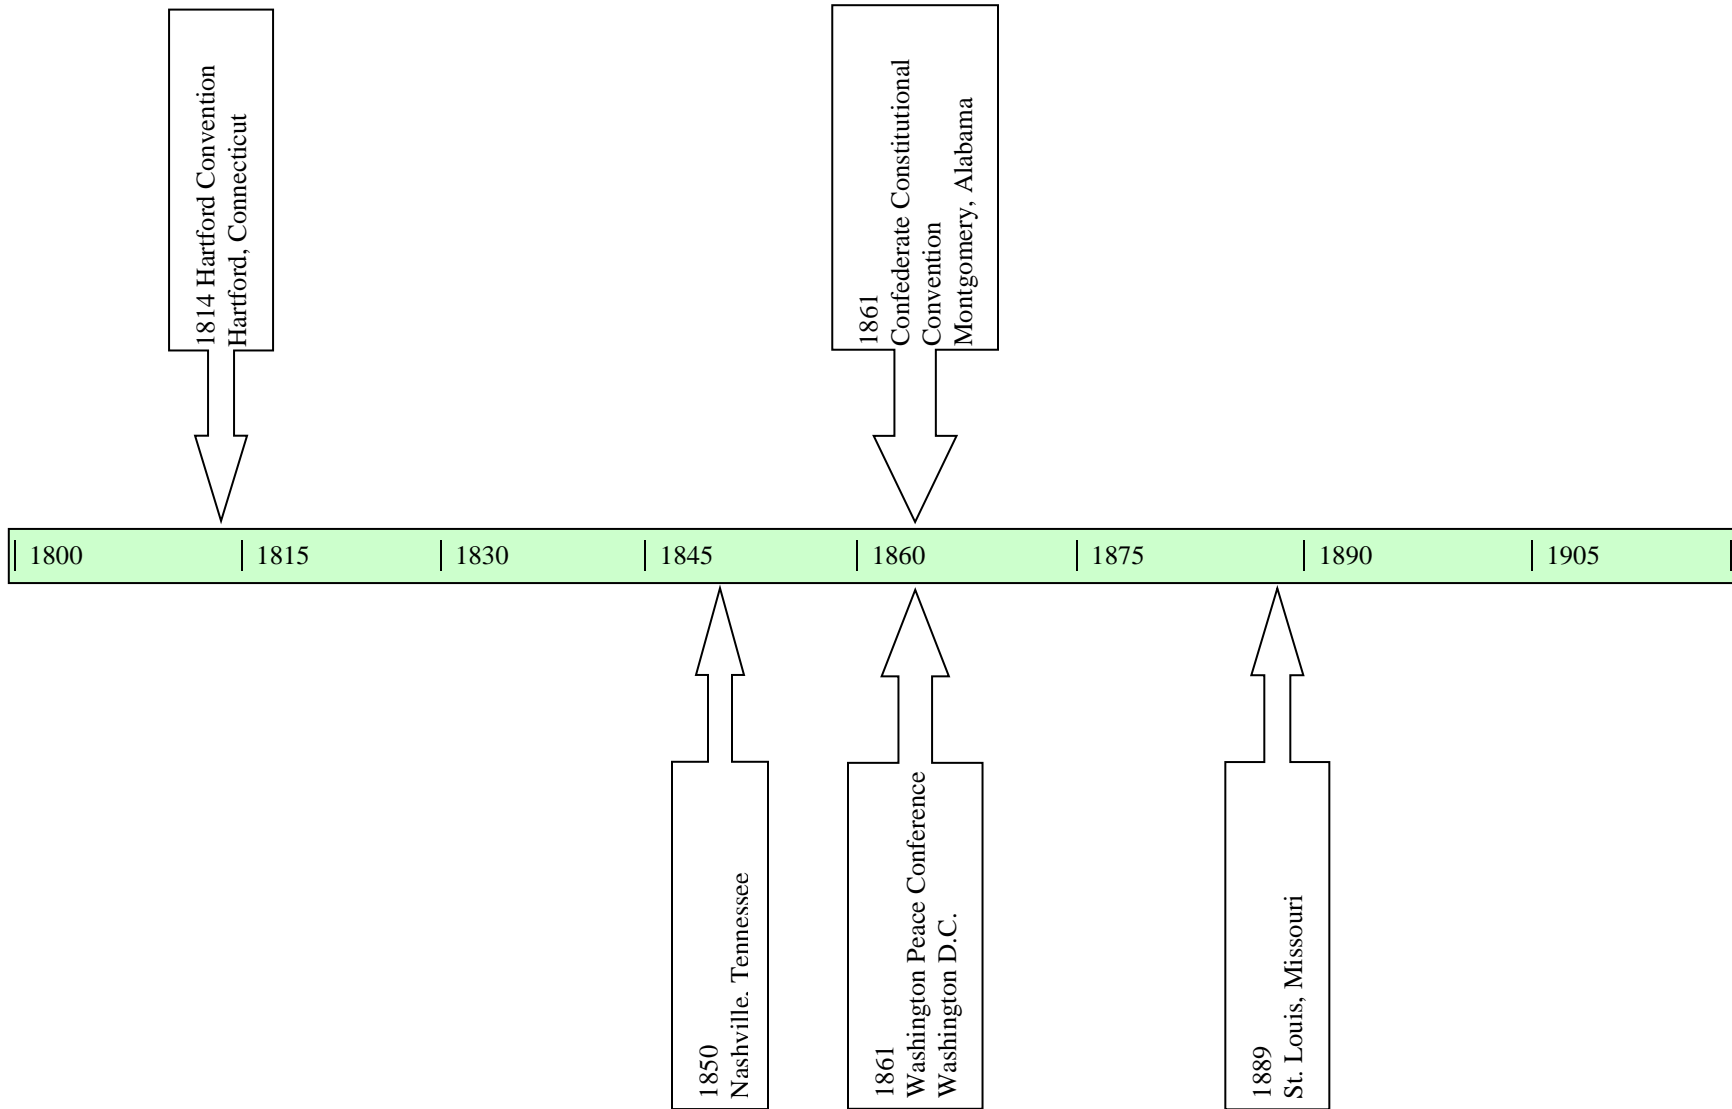 1814 Hartford Convention
Hartford, Connecticut
1861
Confederate Constitutional
Convention
Montgomery, Alabama
1800
1815
1830
1845
1860
1875
1890
1905
1850
Nashville. Tennessee
1861
Washington Peace Conference
Washington D.C.
1889
St. Louis, Missouri